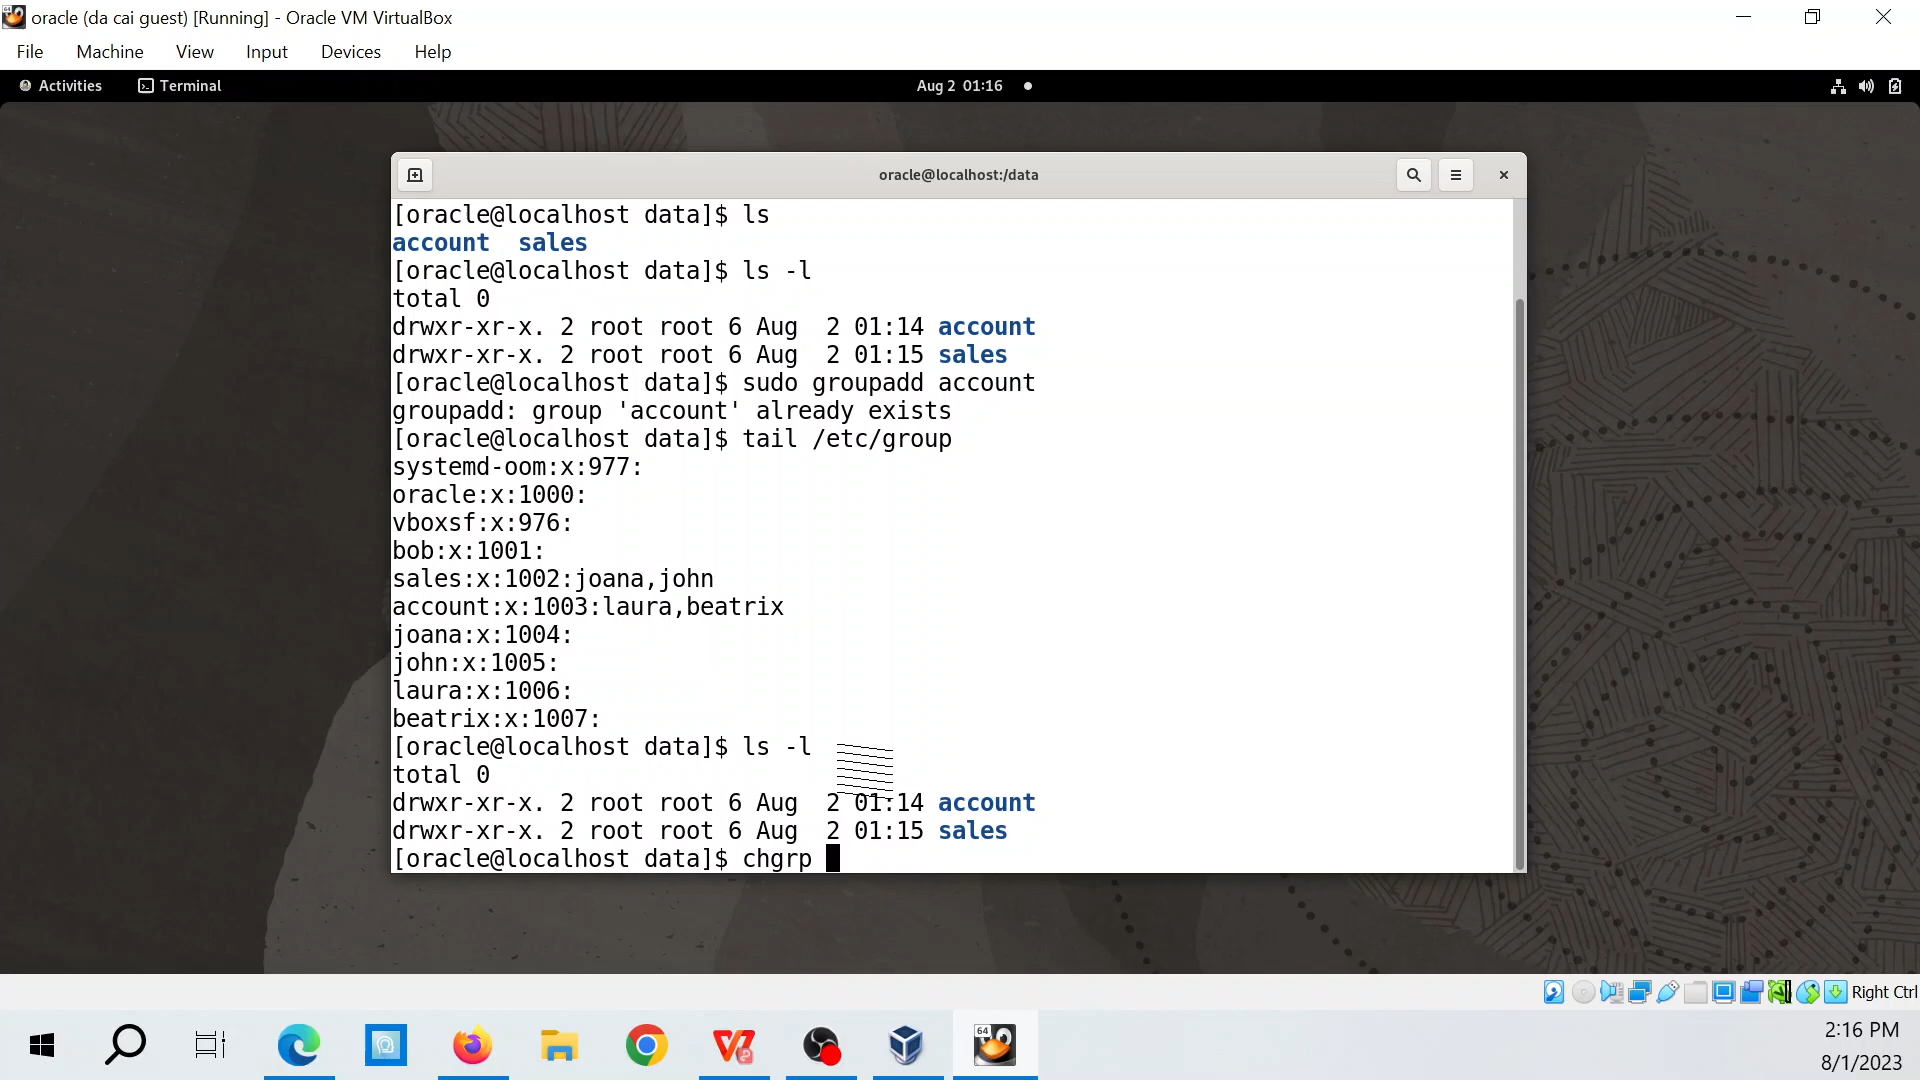 oracle (da cai guest) [Running] - Oracle VM VirtualBox
File Machine View Input Devices Help
Activities Terminal Aug 2 01:16
oracle@localhost:/data
[oracle@localhost data]$ ls
account sales
[oracle@localhost data]$ ls -l
total 0
drwxr-xr-x. 2 root root 6 Aug 2 01:14 account
drwxr-xr-x. 2 root root 6 Aug 2 01:15 sales
[oracle@localhost data]$ sudo groupadd account
groupadd: group 'account' already exists
[oracle@localhost data]$ tail /etc/group
systemd-oom:x:977:
oracle:x:1000:
vboxsf:x:976:
bob:x:1001:
sales:x:1002:joana,john
account:x:1003:laura,beatrix
joana:x:1004:
john:x:1005:
laura:x:1006:
beatrix:x:1007:
[oracle@localhost data]$ ls -l
total 0
drwxr-xr-x. 2 root root 6 Aug 2 01:14 account
drwxr-xr-x. 2 root root 6 Aug 2 01:15 sales
[oracle@localhost data]$ chgrp
Right Ctrl
64
2:16 PM
8/1/2023